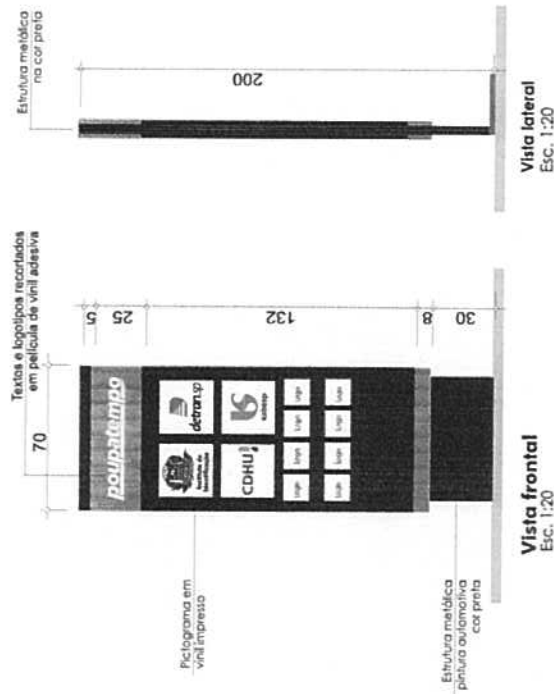 Textos e logotipos recortados
em película de vinil adesiva
70
5
25
132
8
30
poupatempo
detran.sp
CDHU
sabesp
Logo
Logo
Logo
Logo
Logo
Logo
Logo
Logo
Pictograma em
vinil impresso
Estrutura metálica
pintura automotiva
cor preta
Vista frontal
Esc. 1:20
Estrutura metálica
na cor preta
200
Vista lateral
Esc. 1:20